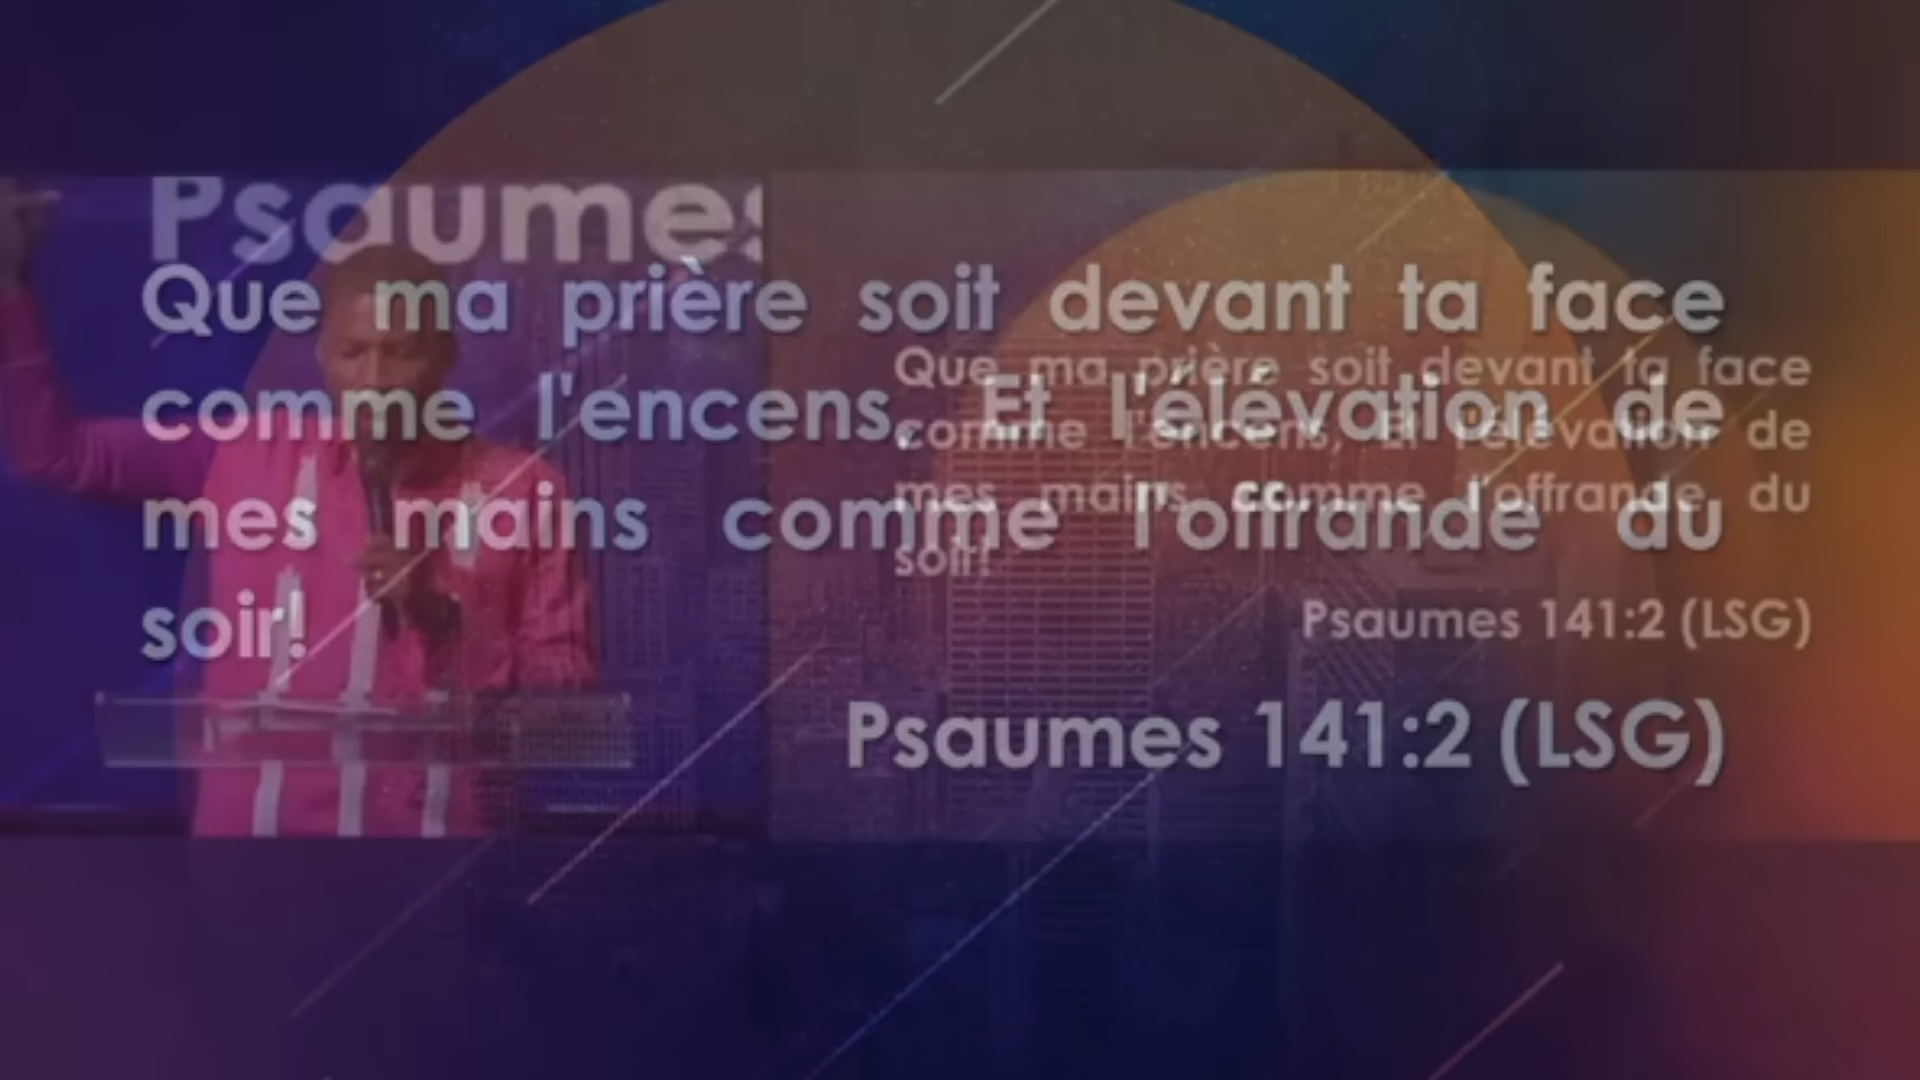 Psaumes
Que ma prière soit devant ta face
comme l'encens, Et l'élévation de
mes mains comme l'offrande du
soir!
Psaumes 141:2 (LSG)
Que ma prière soit devant ta face
comme l'encens, Et l'élévation de
mes mains comme l'offrande du
soir!
Psaumes 141:2 (LSG)